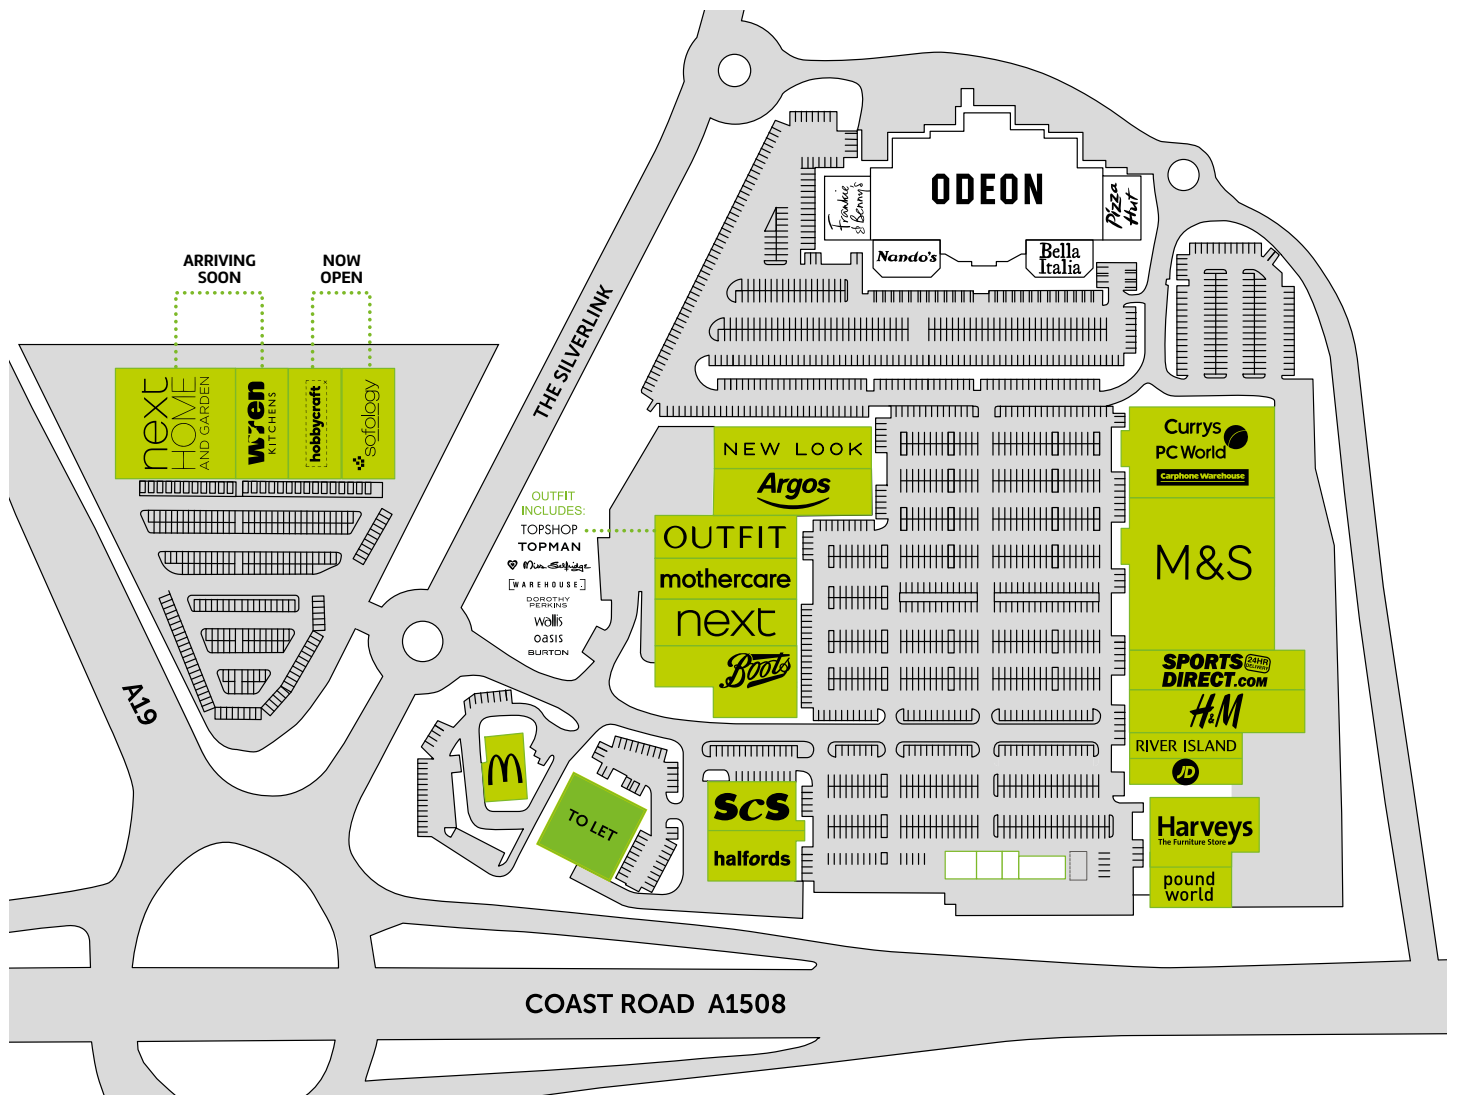 ODEON
Frankie
& Benny's
Pizza
Hut
Nando's
Bella
Italia
ARRIVING
SOON
NOW
OPEN
THE SILVERLINK
next
HOME
AND GARDEN
wren
KITCHENS
hobbycraft
sofology
NEW LOOK
Argos
OUTFIT
INCLUDES:
TOPSHOP
TOPMAN
Miss Selfridge
[WAREHOUSE.]
DOROTHY
PERKINS
wallis
oasis
BURTON
OUTFIT
mothercare
next
Boots
Currys
PC World
Carphone Warehouse
M&S
SPORTS
24HR
DELIVERY
DIRECT.COM
H&M
RIVER ISLAND
JD
A19
M
TO LET
ScS
halfords
Harveys
The Furniture Store
pound
world
COAST ROAD A1508